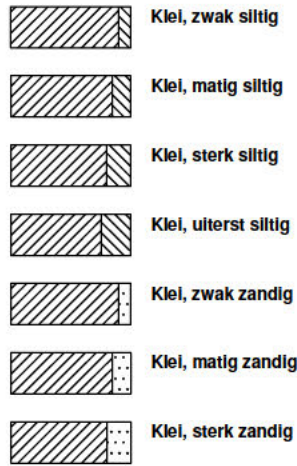 Klei, zwak siltig
Klei, matig siltig
Klei, sterk siltig
Klei, uiterst siltig
Klei, zwak zandig
Klei, matig zandig
Klei, sterk zandig